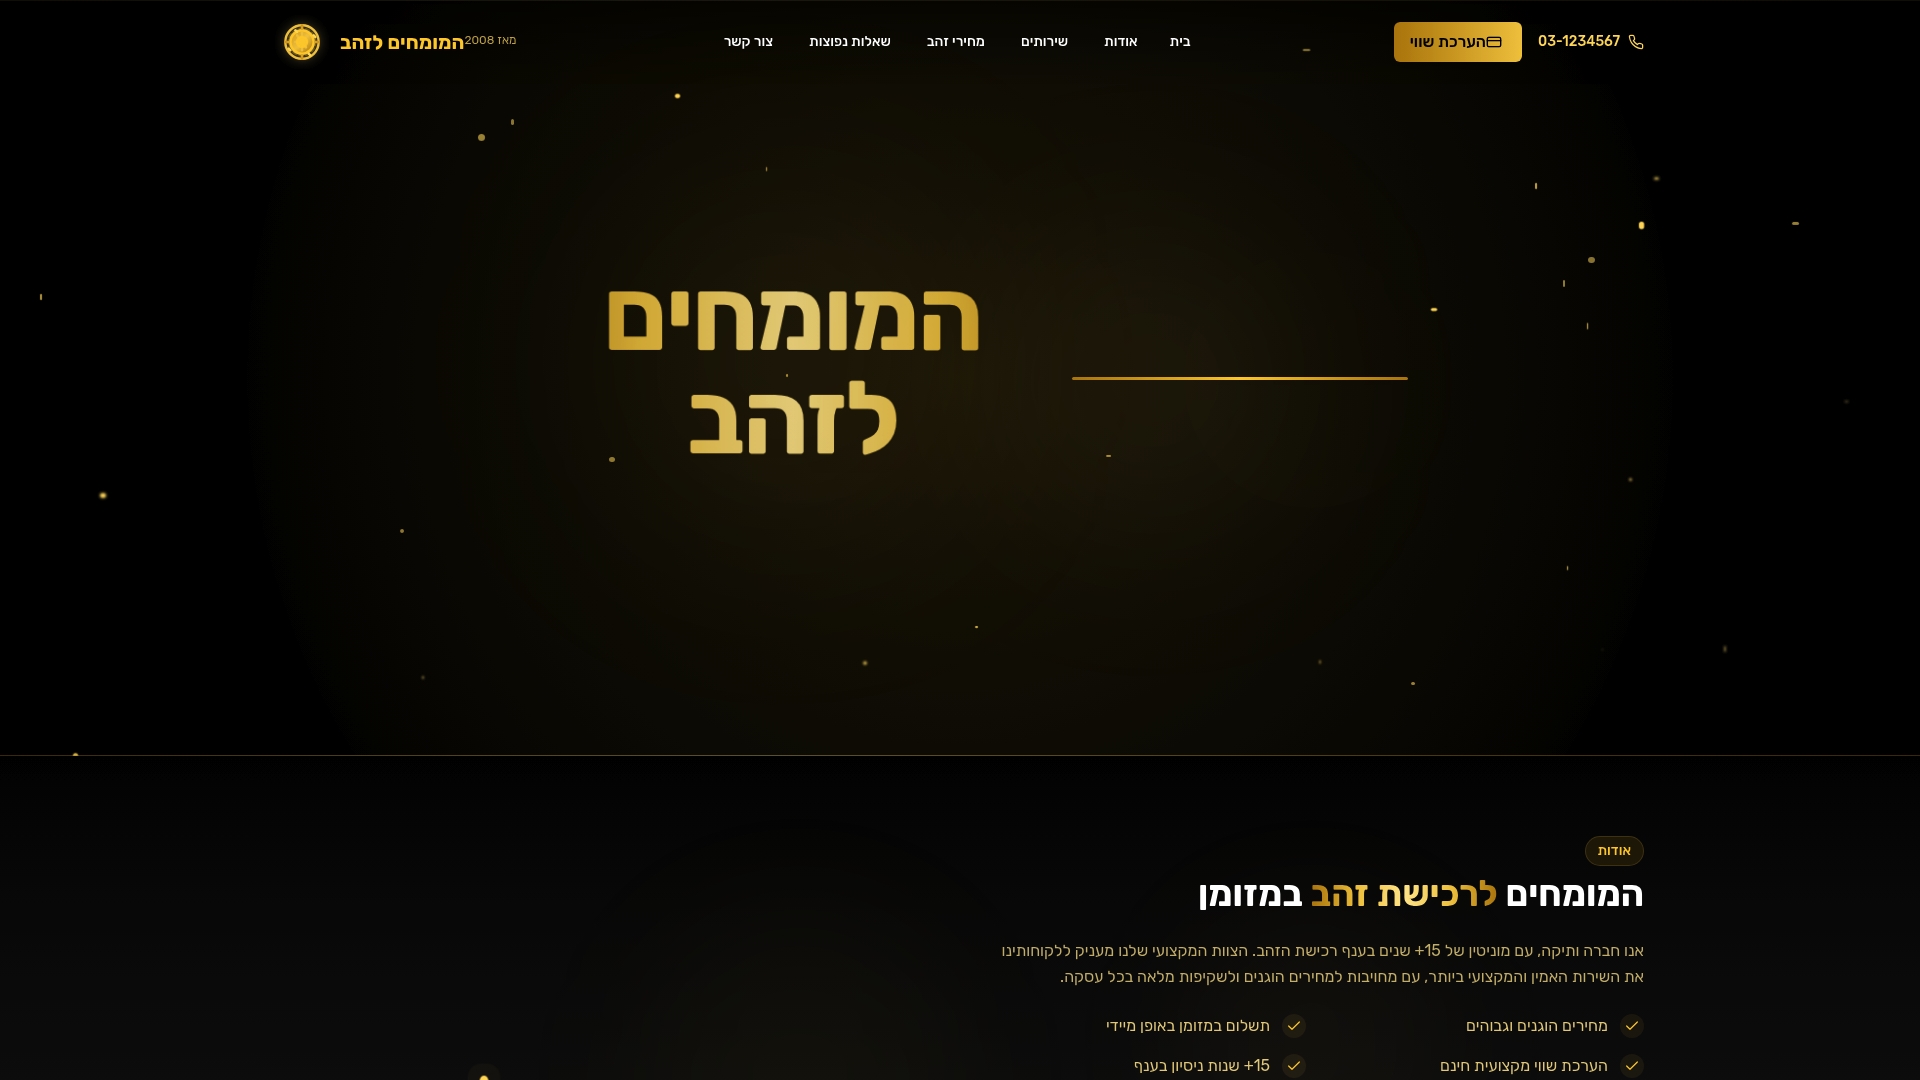 03-1234567
הערכת שווי
בית
אודות
שירותים
מחירי זהב
שאלות נפוצות
צור קשר
מאז 2008
המומחים לזהב
המומחים
לזהב
אודות
המומחים לרכישת זהב במזומן
אנו חברה ותיקה, עם מוניטין של 15+ שנים בענף רכישת הזהב. הצוות המקצועי שלנו מעניק ללקוחותינו
את השירות האמין והמקצועי ביותר, עם מחויבות למחירים הוגנים ולשקיפות מלאה בכל עסקה.
מחירים הוגנים וגבוהים
תשלום במזומן באופן מיידי
הערכת שווי מקצועית חינם
15+ שנות ניסיון בענף